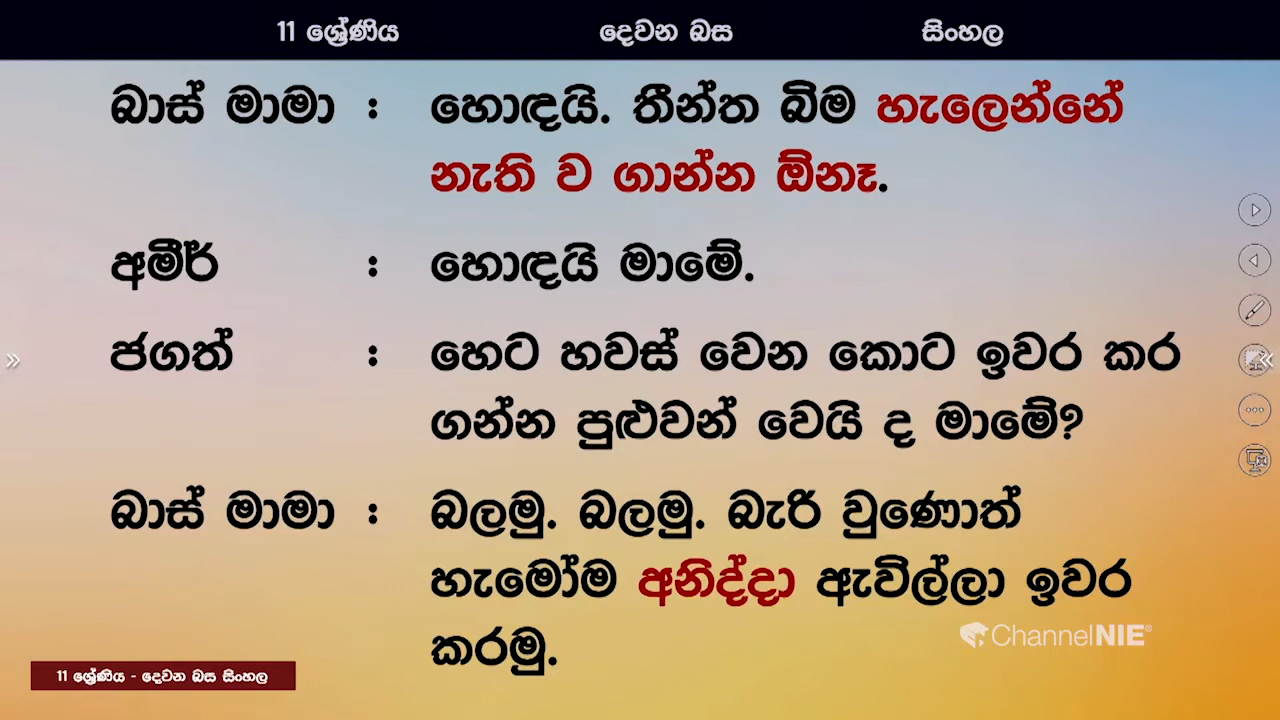 11 ශ්‍රේණිය දෙවන බස සිංහල
බාස් මාමා : හොඳයි. තීන්ත බිම හැලෙන්නේ
නැති ව ගාන්න ඕනෑ.
අමීර් : හොඳයි මාමේ.
ජගත් : හෙට හවස් වෙන කොට ඉවර කර
ගන්න පුළුවන් වෙයි ද මාමේ?
බාස් මාමා : බලමු. බලමු. බැරි වුණොත්
හැමෝම අනිද්දා ඇවිල්ලා ඉවර
කරමු.
ChannelNIE®
11 ශ්‍රේණිය - දෙවන බස සිංහල